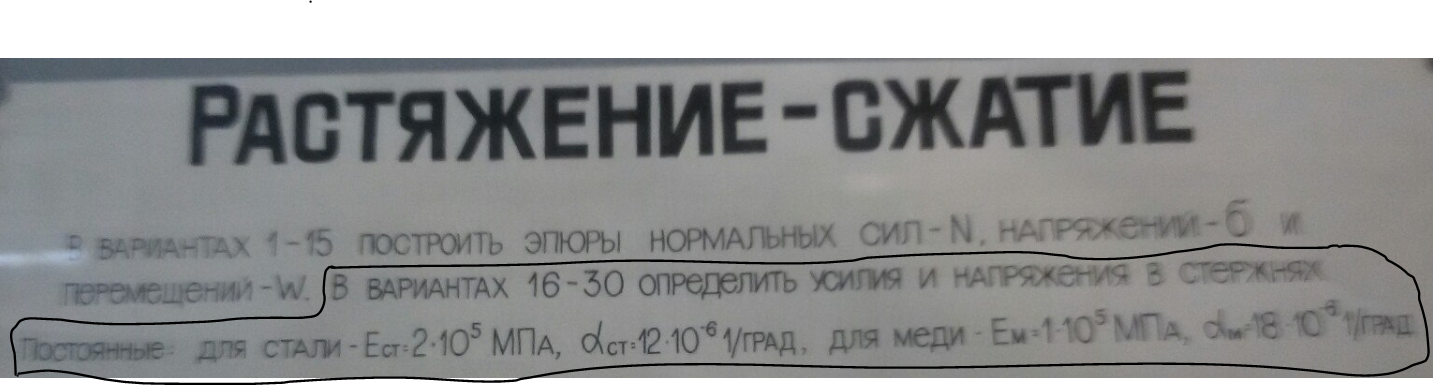 РАСТЯЖЕНИЕ-СЖАТИЕ
В ВАРИАНТАХ 1-15 ПОСТРОИТЬ ЭПЮРЫ НОРМАЛЬНЫХ СИЛ-N, НАПРЯЖЕНИЙ-б И
ПЕРЕМЕЩЕНИЙ-W. В ВАРИАНТАХ 16-30 ОПРЕДЕЛИТЬ УСИЛИЯ И НАПРЯЖЕНИЯ В СТЕРЖНЯХ
ПОСТОЯННЫЕ: ДЛЯ СТАЛИ-Eст=2·10⁵ МПА, αст=12·10⁻⁶ 1/ГРАД, ДЛЯ МЕДИ-Eм=1·10⁵ МПА, αм=18·10⁻⁶ 1/ГРАД